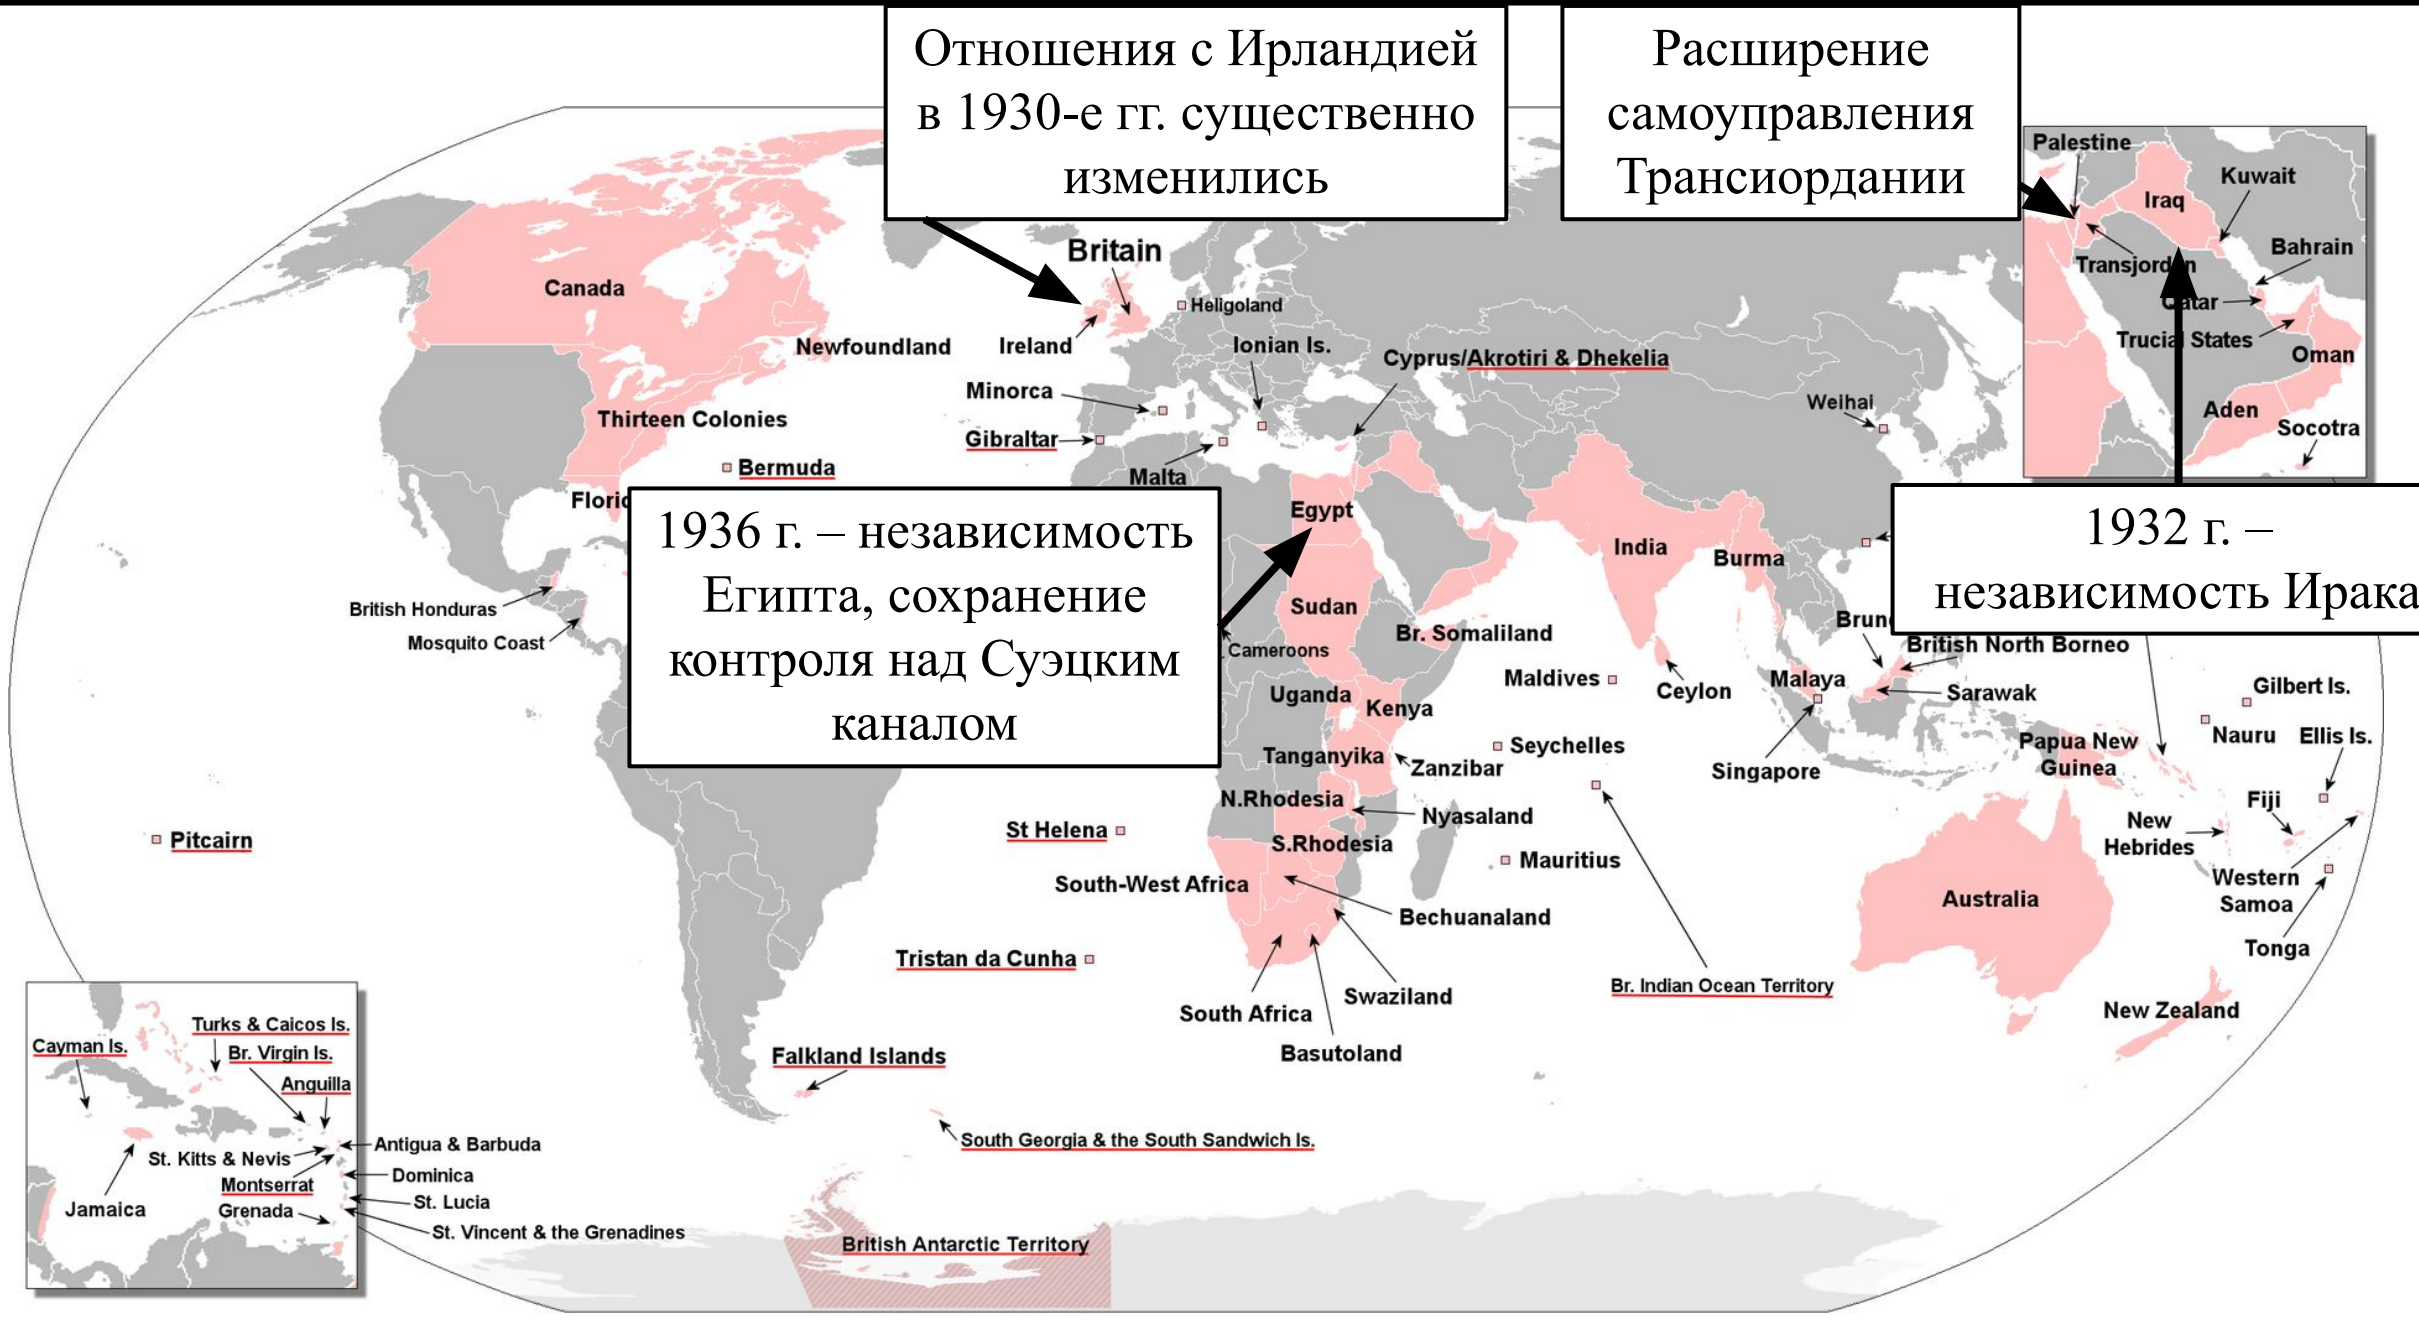 Отношения с Ирландией
в 1930-е гг. существенно
изменились
Расширение
самоуправления
Трансиордании
Palestine
Kuwait
Iraq
Bahrain
Transjordan
Qatar
Trucial States
Oman
Aden
Socotra
Britain
Canada
Heligoland
Newfoundland
Ireland
Ionian Is.
Cyprus/Akrotiri & Dhekelia
Minorca
Weihai
Thirteen Colonies
Gibraltar
Bermuda
Malta
Floric
1936 г. – независимость
Египта, сохранение
контроля над Суэцким
каналом
1932 г. –
независимость Ирака
Egypt
India
Burma
Sudan
British Honduras
Mosquito Coast
Br. Somaliland
Brun
British North Borneo
Cameroons
Maldives
Ceylon
Malaya
Sarawak
Gilbert Is.
Uganda
Kenya
Nauru
Ellis Is.
Tanganyika
Zanzibar
Seychelles
Singapore
Papua New
Guinea
N.Rhodesia
Nyasaland
Fiji
New
Hebrides
Pitcairn
St Helena
S.Rhodesia
Mauritius
South-West Africa
Western
Samoa
Australia
Bechuanaland
Tonga
Tristan da Cunha
Swaziland
Br. Indian Ocean Territory
South Africa
New Zealand
Basutoland
Falkland Islands
South Georgia & the South Sandwich Is.
British Antarctic Territory
Turks & Caicos Is.
Cayman Is.
Br. Virgin Is.
Anguilla
Antigua & Barbuda
St. Kitts & Nevis
Dominica
Montserrat
St. Lucia
Jamaica
Grenada
St. Vincent & the Grenadines